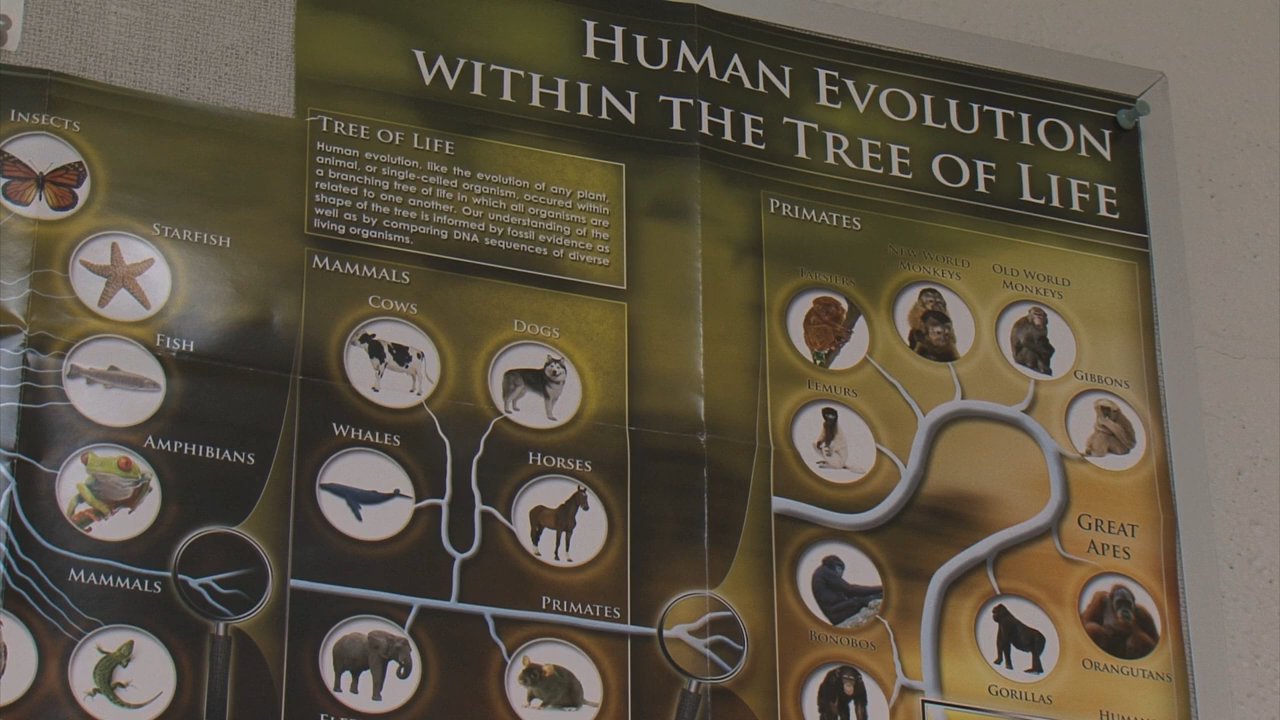 HUMAN EVOLUTION
WITHIN THE TREE OF LIFE
INSECTS
STARFISH
FISH
AMPHIBIANS
MAMMALS
TREE OF LIFE
Human evolution, like the evolution of any plant,
animal, or single-celled organism, occured within
a branching tree of life in which all organisms are
related to one another. Our understanding of the
shape of the tree is informed by fossil evidence as
well as by comparing DNA sequences of diverse
living organisms.
MAMMALS
COWS
DOGS
WHALES
HORSES
PRIMATES
PRIMATES
TARSIERS
NEW WORLD
MONKEYS
OLD WORLD
MONKEYS
LEMURS
GIBBONS
GREAT
APES
BONOBOS
GORILLAS
ORANGUTANS